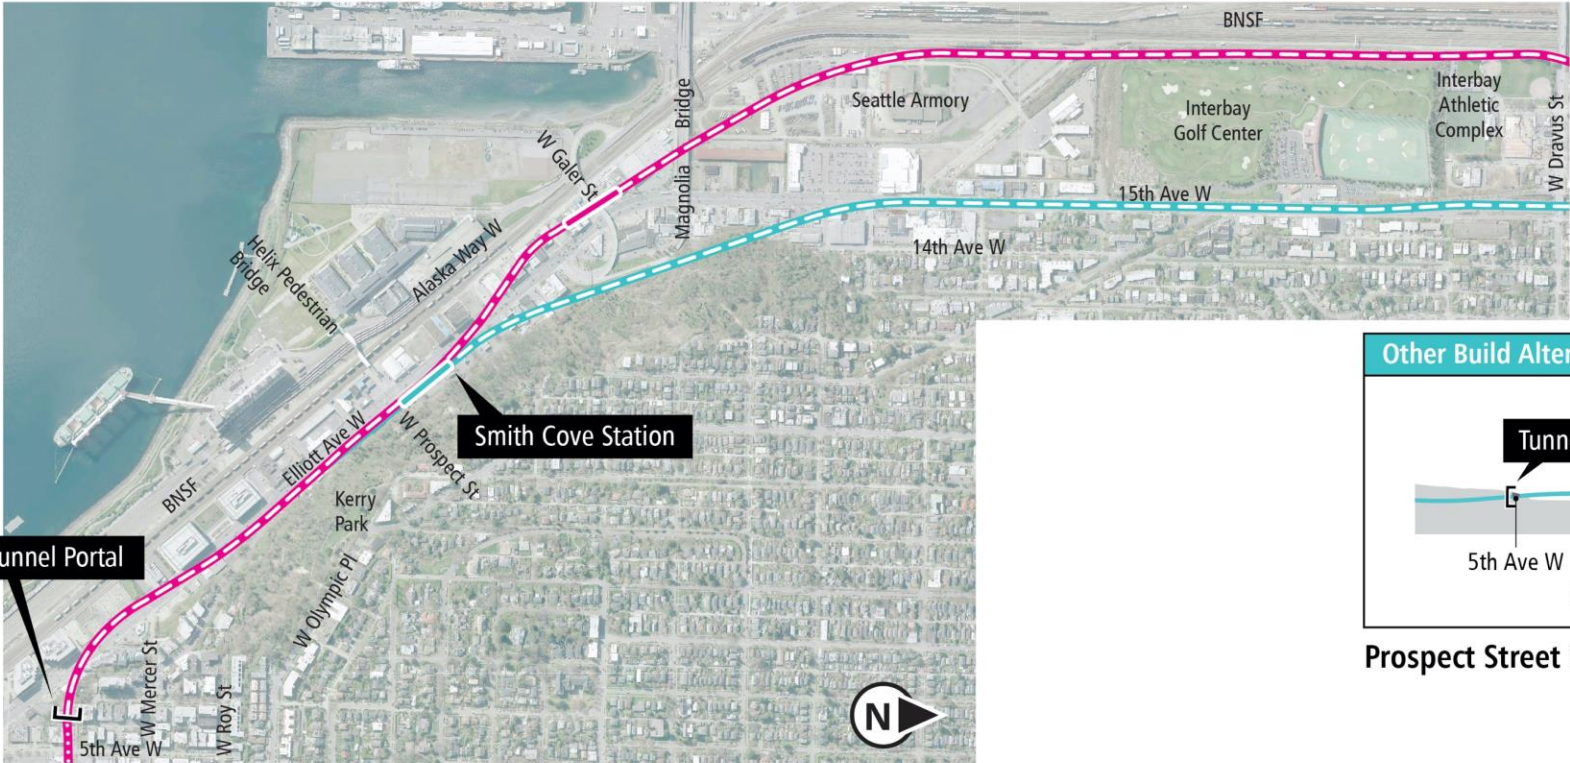 BNSF
Bridge
Magnolia
Seattle Armory
Interbay
Golf Center
Interbay
Athletic
Complex
W Dravus St
W Galer St
15th Ave W
14th Ave W
Helix Pedestrian
Bridge
Alaska Way W
Smith Cove Station
W Prospect St
Elliott Ave W
BNSF
Kerry
Park
unnel Portal
W Olympic Pl
W Mercer St
W Roy St
5th Ave W
N
Other Build Alter
Tunn
5th Ave W
Prospect Street